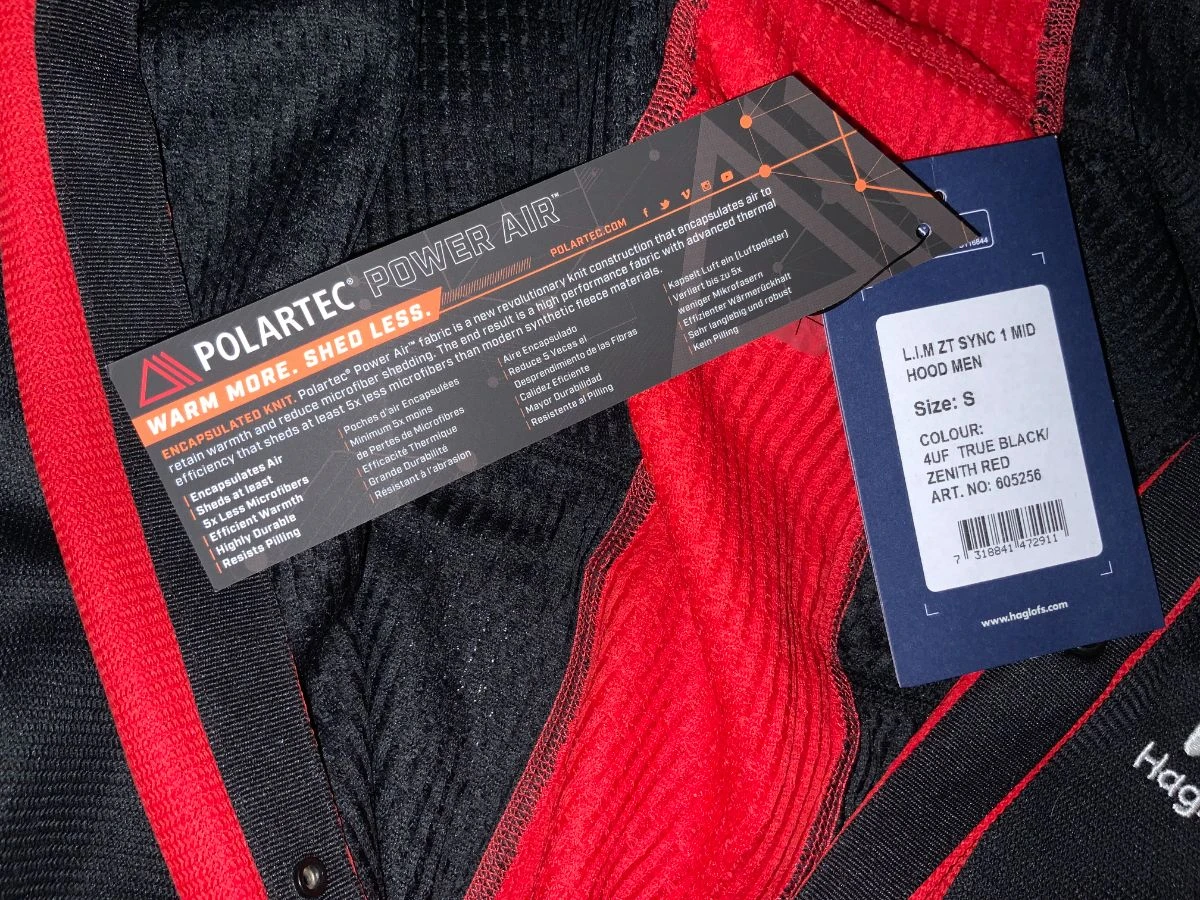 POLARTEC® POWER AIR™
WARM MORE. SHED LESS.
POLARTEC.COM
ENCAPSULATED KNIT. Polartec® Power Air™ fabric is a new revolutionary knit construction that encapsulates air to
retain warmth and reduce microfiber shedding. The end result is a high performance fabric with advanced thermal
efficiency that sheds at least 5x less microfibers than modern synthetic fleece materials.
Encapsulates Air
Sheds at least
5x Less Microfibers
Efficient Warmth
Highly Durable
Resists Pilling
Poches d'air Encapsulées
Minimum 5x moins
de Pertes de Microfibres
Efficacité Thermique
Grande Durabilité
Résistant à l'abrasion
Aire Encapsulado
Reduce 5 Veces el
Desprendimiento de las Fibras
Calidez Eficiente
Mayor Durabilidad
Resistente al Pilling
Kapselt Luft ein (Luftpolster)
Verliert bis zu 5x
weniger Mikrofasern
Effizienter Wärmerückhalt
Sehr langlebig und robust
Kein Pilling
L.I.M ZT SYNC 1 MID
HOOD MEN
Size: S
COLOUR:
4UF TRUE BLACK/
ZENITH RED
ART. NO: 605256
7 318841 472911
www.haglofs.com
Hag